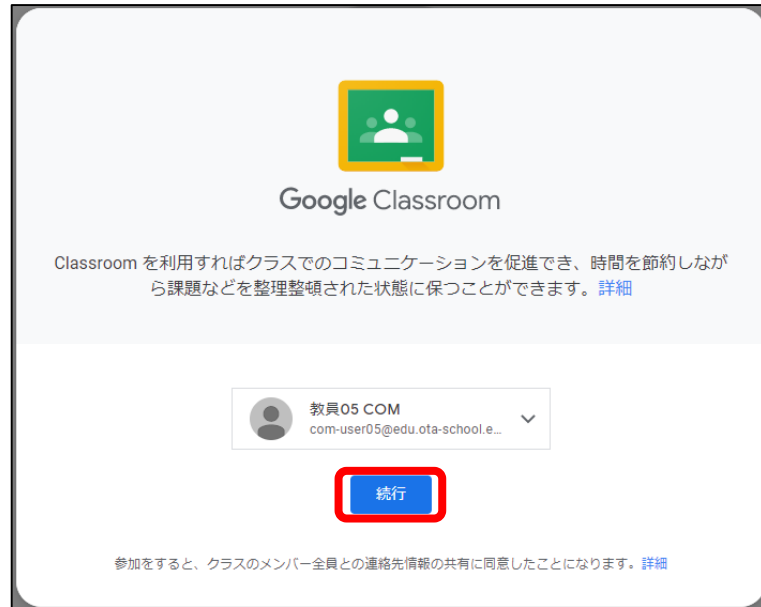 Google Classroom
Classroom を利用すればクラスでのコミュニケーションを促進でき、時間を節約しなが
ら課題などを整理整頓された状態に保つことができます。詳細
教員05 COM
com-user05@edu.ota-school.e...
続行
参加をすると、クラスのメンバー全員との連絡先情報の共有に同意したことになります。詳細